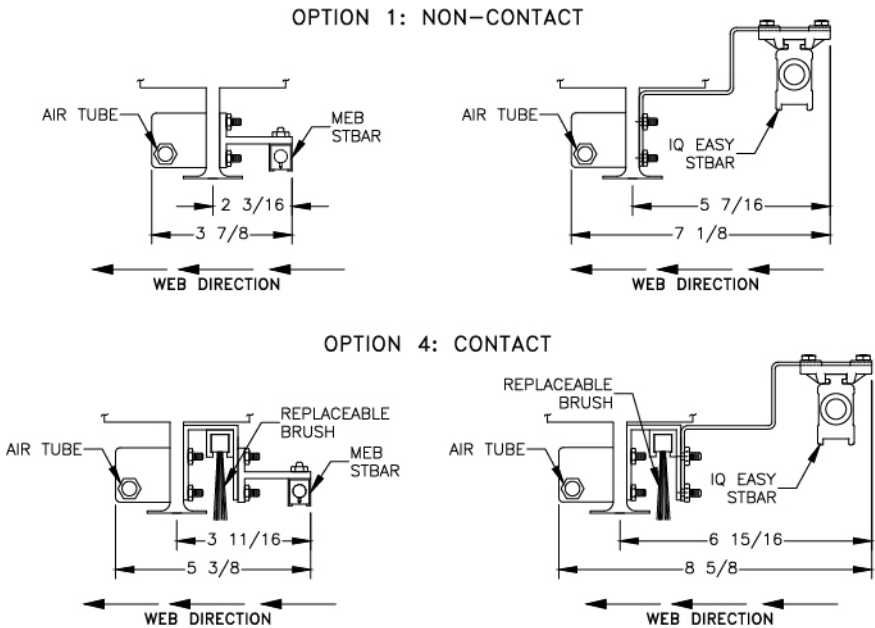 OPTION 1: NON-CONTACT
AIR TUBE
MEB
STBAR
2 3/16
3 7/8
WEB DIRECTION
AIR TUBE
IQ EASY
STBAR
5 7/16
7 1/8
WEB DIRECTION
OPTION 4: CONTACT
REPLACEABLE
BRUSH
AIR TUBE
MEB
STBAR
3 11/16
5 3/8
WEB DIRECTION
REPLACEABLE
BRUSH
AIR TUBE
IQ EASY
STBAR
6 15/16
8 5/8
WEB DIRECTION